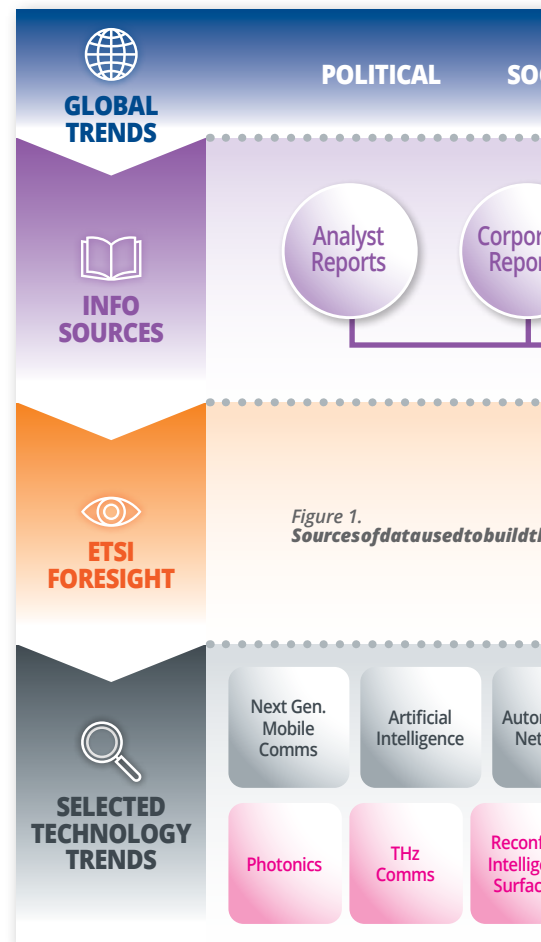 GLOBAL
TRENDS
POLITICAL
INFO
SOURCES
Analyst
Reports
ETSI
FORESIGHT
Figure 1.
SELECTED
TECHNOLOGY
TRENDS
Next Gen.
Mobile
Comms
Artificial
Intelligence
Photonics
THz
Comms